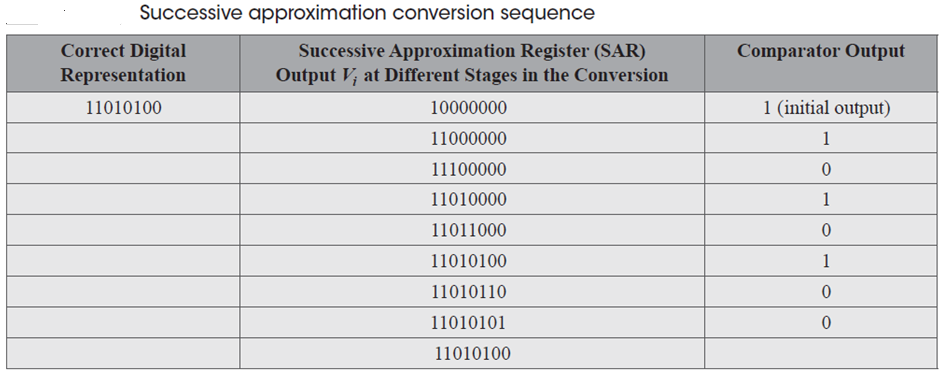 Successive approximation conversion sequence
Correct Digital Representation
Successive Approximation Register (SAR) Output Vi at Different Stages in the Conversion
Comparator Output
11010100 10000000 1 (initial output)
11000000 1
11100000 0
11010000 1
11011000 0
11010100 1
11010110 0
11010101 0
11010100